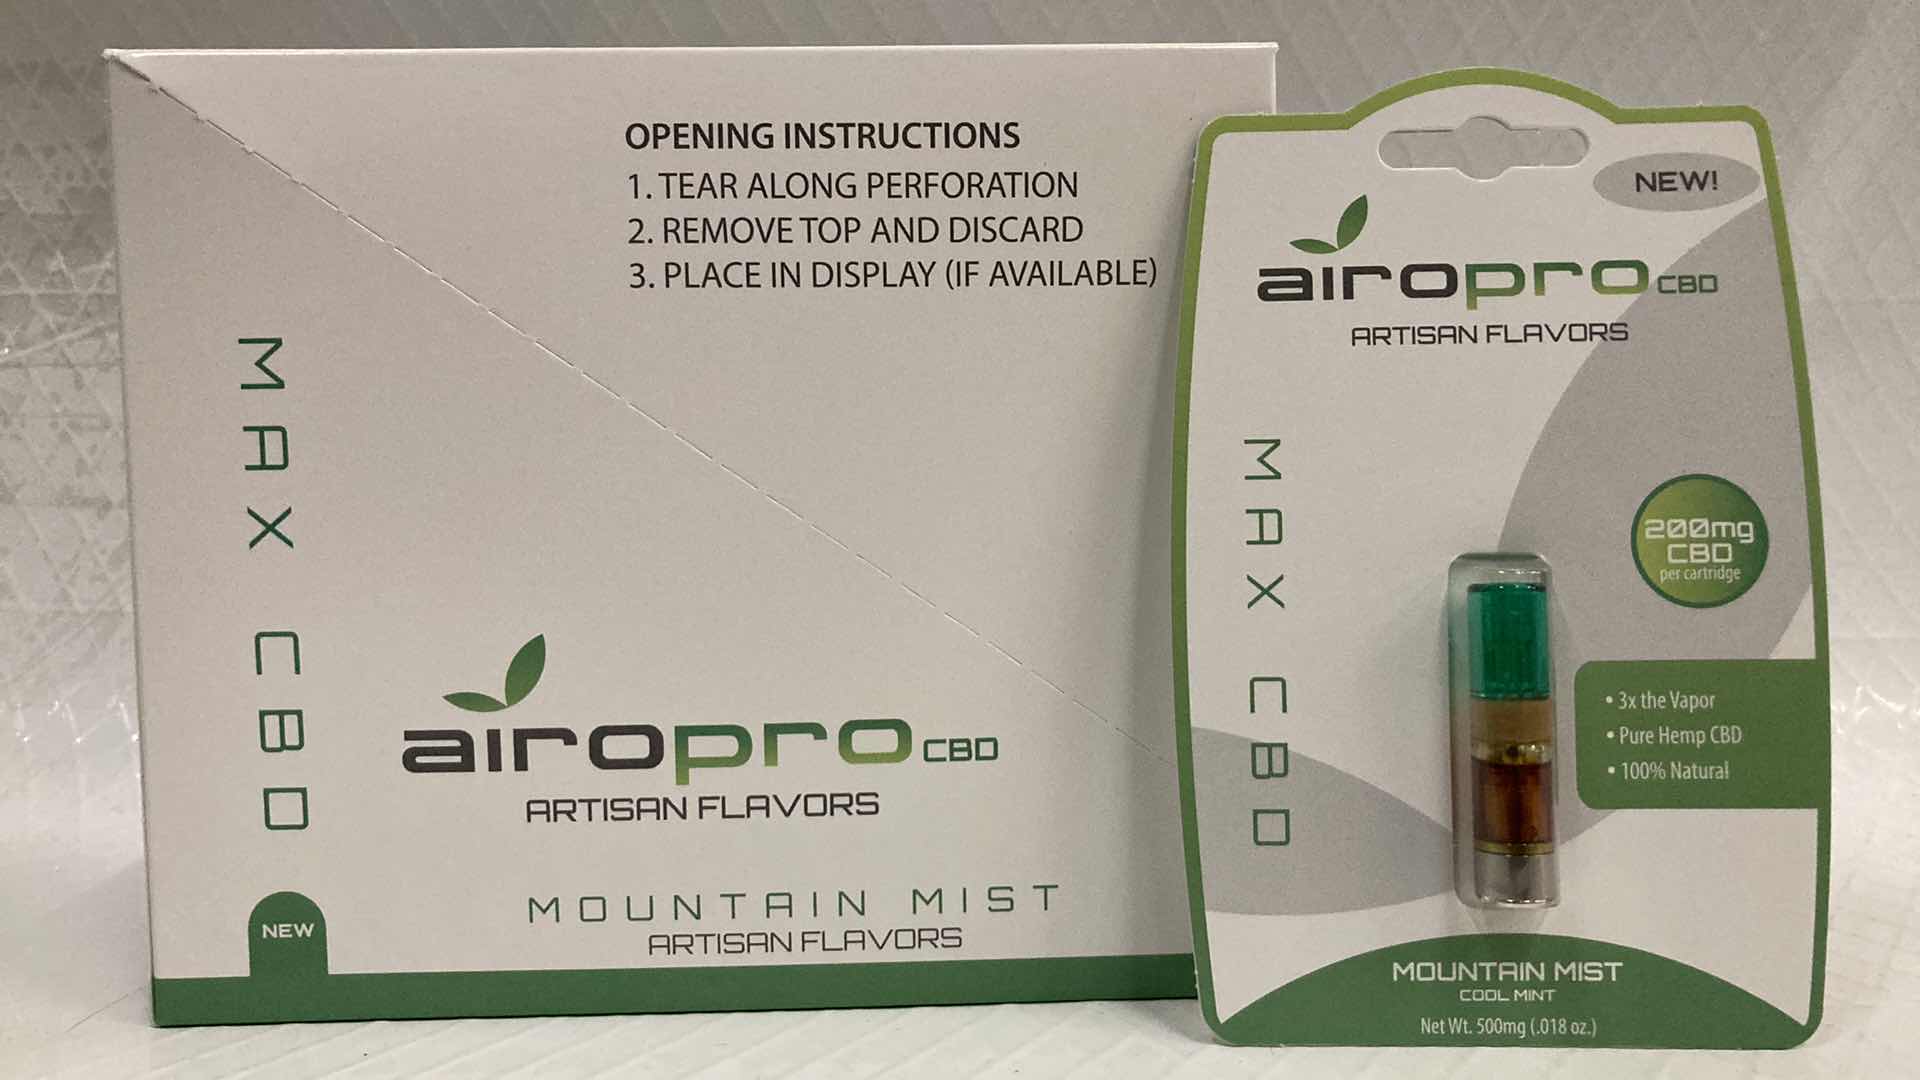 OPENING INSTRUCTIONS
1. TEAR ALONG PERFORATION
2. REMOVE TOP AND DISCARD
3. PLACE IN DISPLAY (IF AVAILABLE)
MAX CBD
airopro CBD
ARTISAN FLAVORS
MOUNTAIN MIST
ARTISAN FLAVORS
NEW
NEW!
airopro CBD
ARTISAN FLAVORS
MAX CBD
200mg
CBD
per cartridge
• 3x the Vapor
• Pure Hemp CBD
• 100% Natural
MOUNTAIN MIST
COOL MINT
Net Wt. 500mg (.018 oz.)